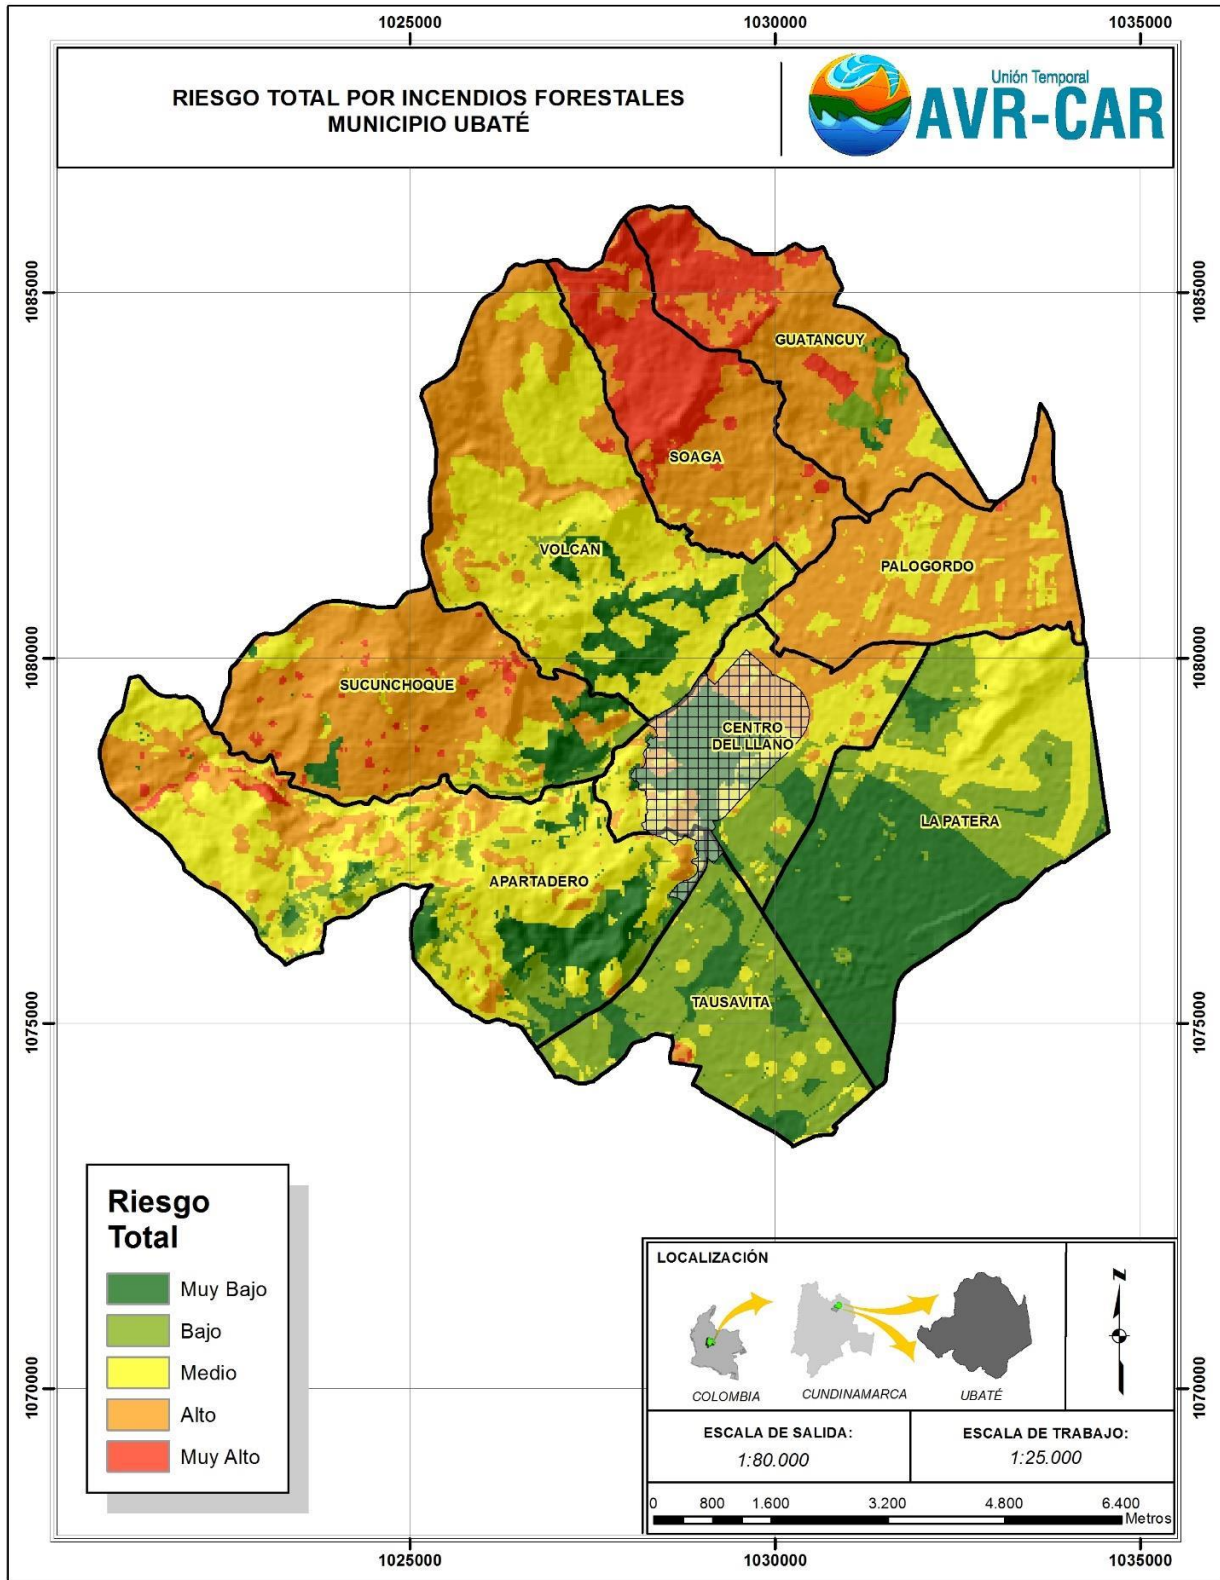 1025000
1030000
1035000
RIESGO TOTAL POR INCENDIOS FORESTALES
MUNICIPIO UBATÉ
Unión Temporal
AVR-CAR
1085000
1085000
GUATANCUY
SOAGA
VOLCAN
PALOGORDO
1080000
1080000
SUCUNCHOQUE
CENTRO
DEL LLANO
LA PATERA
APARTADERO
TAUSAVITA
1075000
1075000
Riesgo
Total
Muy Bajo
Bajo
Medio
Alto
Muy Alto
LOCALIZACIÓN
COLOMBIA
CUNDINAMARCA
UBATÉ
N
1070000
1070000
ESCALA DE SALIDA:
1:80.000
ESCALA DE TRABAJO:
1:25.000
0 800 1.600 3.200 4.800 6.400
Metros
1025000
1030000
1035000